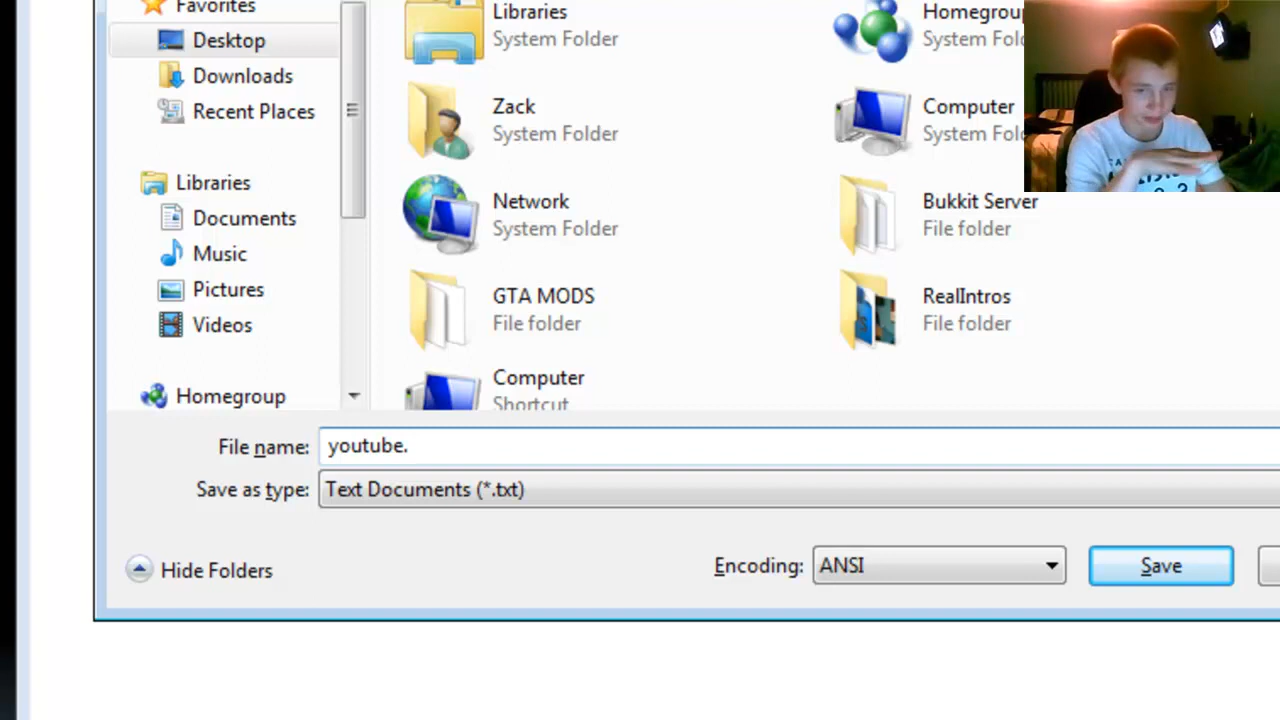 Favorites
Desktop
Downloads
Recent Places
Libraries
Documents
Music
Pictures
Videos
Homegroup
Libraries
System Folder
Homegroup
System
Zack
System Folder
Computer
System
Network
System Folder
Bukkit Server
File folder
GTA MODS
File folder
RealIntros
File folder
Computer
Shortcut
File name: youtube.
Save as type: Text Documents (*.txt)
Hide Folders
Encoding: ANSI
Save